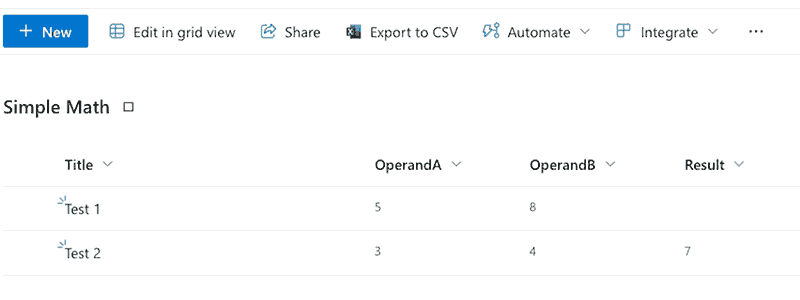 + New Edit in grid view Share Export to CSV Automate Integrate ...
Simple Math
Title OperandA OperandB Result
Test 1 5 8
Test 2 3 4 7